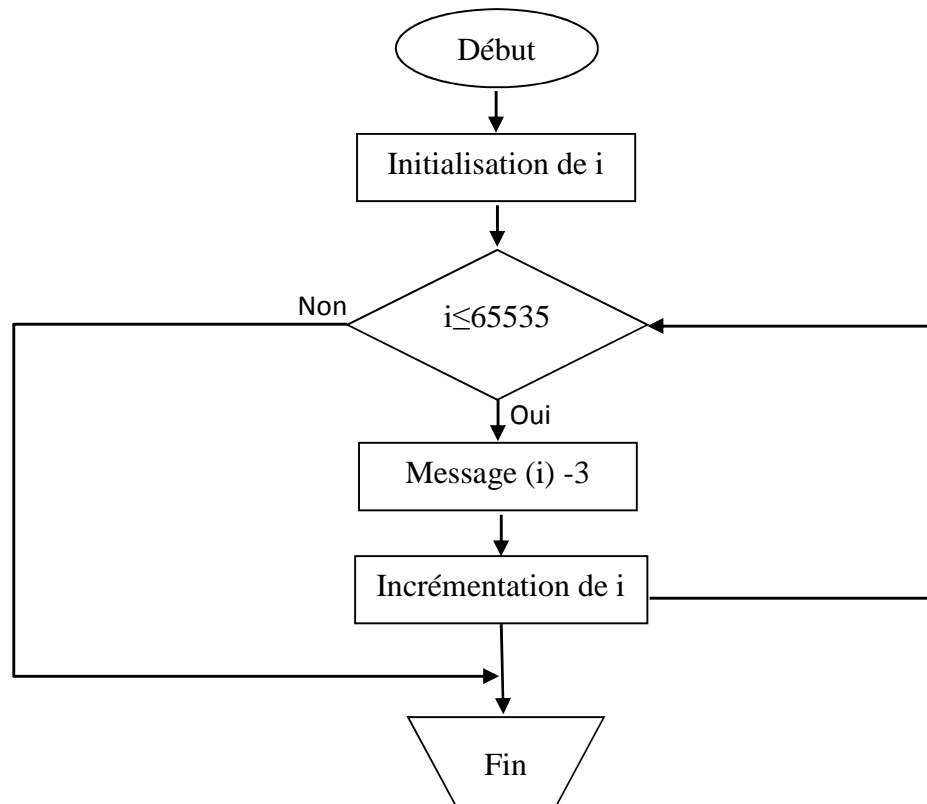 Début
Initialisation de i
Non
i≤65535
Oui
Message (i) -3
Incrémentation de i
Fin